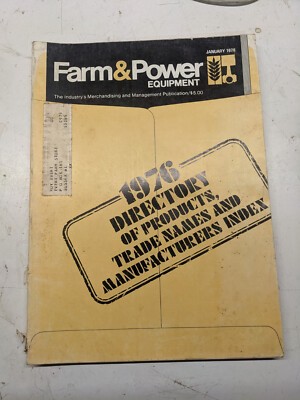 JANUARY 1976
Farm&Power
EQUIPMENT
The Industry's Merchandising and Management Publication/$5.00
1976
DIRECTORY
OF PRODUCTS,
TRADE NAMES AND
MANUFACTURERS INDEX